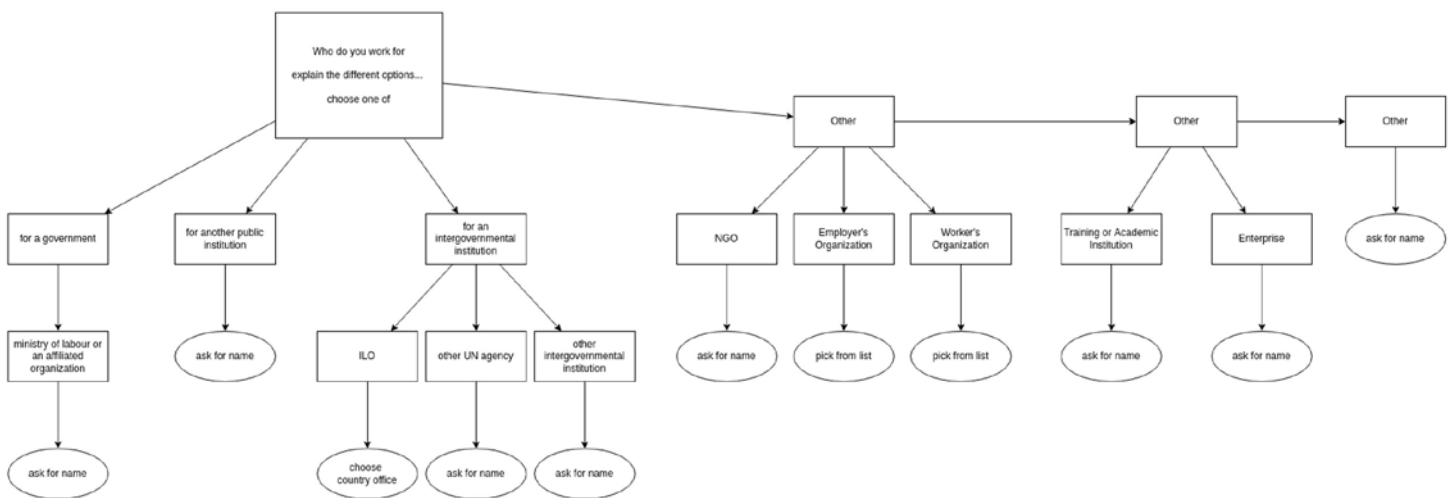 Who do you work for
explain the different options...
choose one of
Other
Other
Other
for a government
for another public
institution
for an
intergovernmental
institution
NGO
Employer's
Organization
Worker's
Organization
Training or Academic
Institution
Enterprise
ask for name
ministry of labour or
an affiliated
organization
ask for name
ILO
other UN agency
other
intergovernmental
institution
ask for name
pick from list
pick from list
ask for name
ask for name
ask for name
choose
country office
ask for name
ask for name